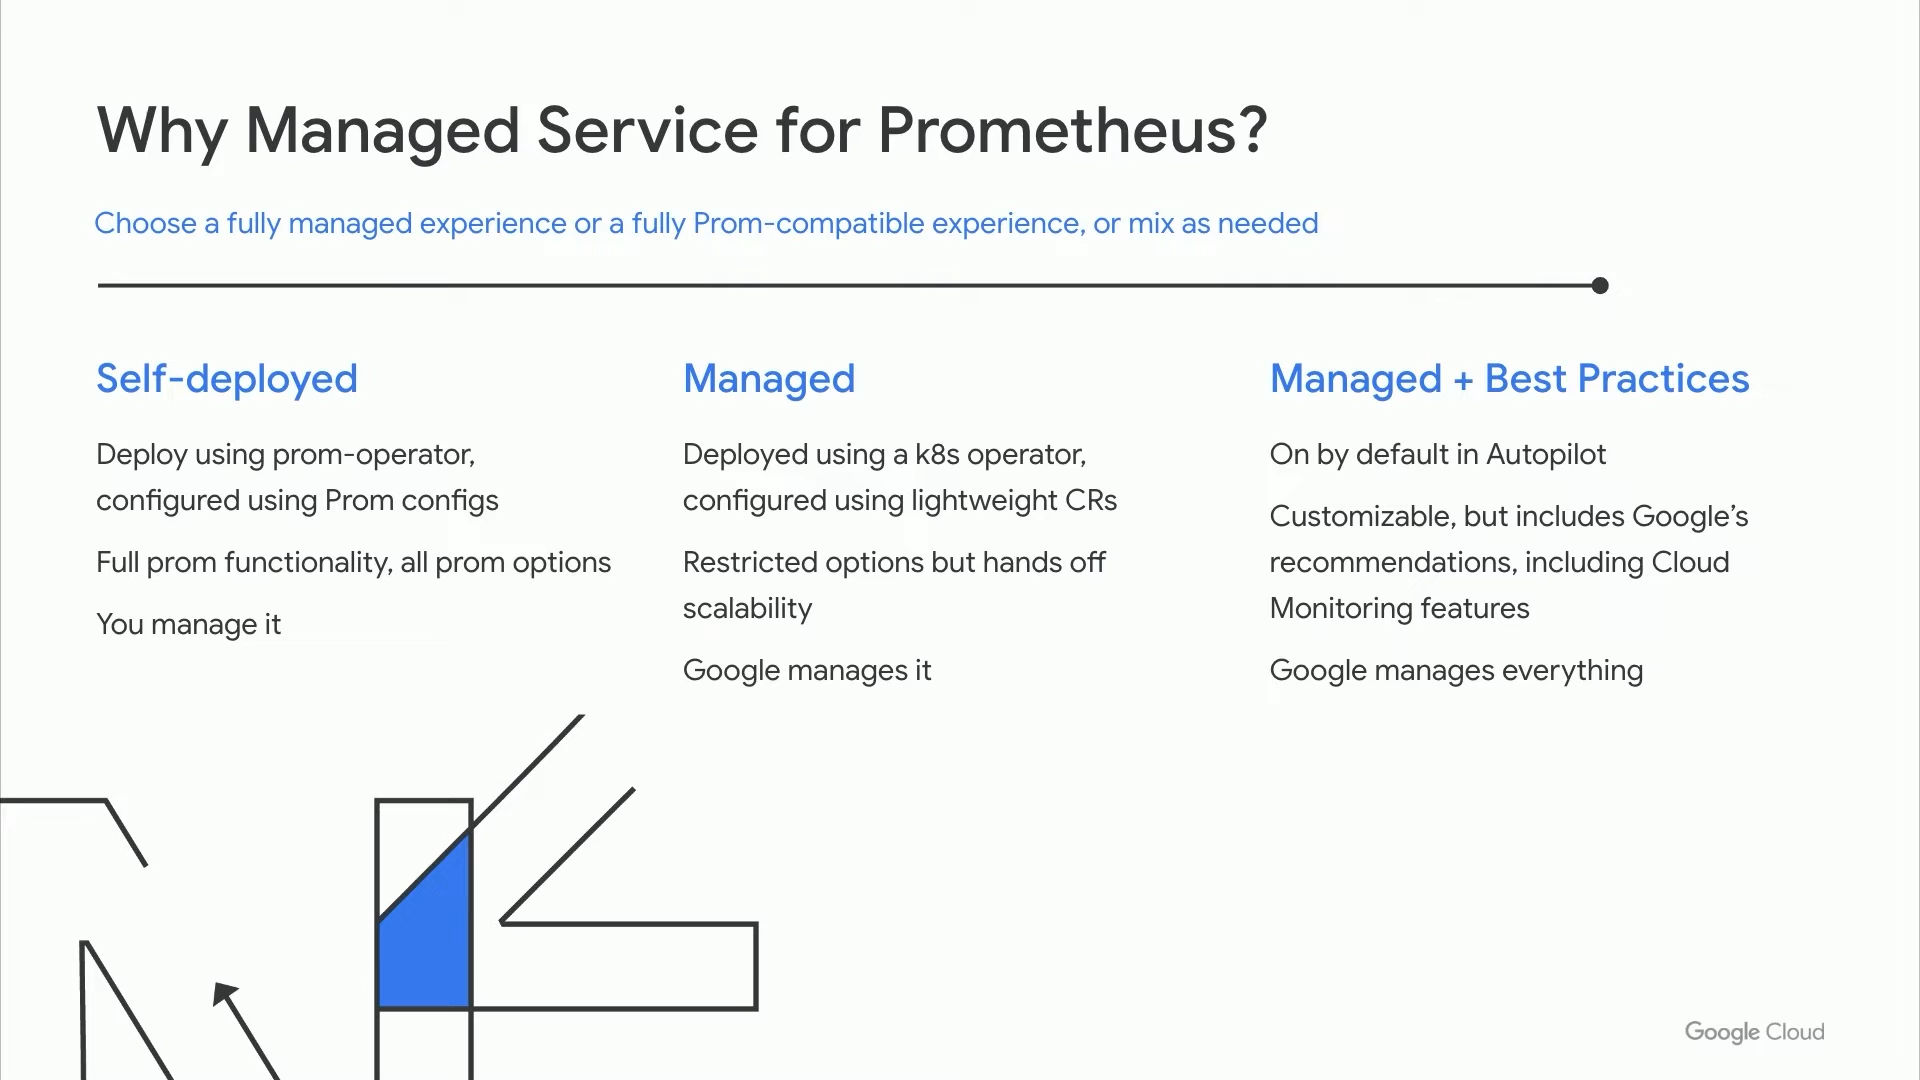 Why Managed Service for Prometheus?
Choose a fully managed experience or a fully Prom-compatible experience, or mix as needed
Self-deployed
Deploy using prom-operator,
configured using Prom configs
Full prom functionality, all prom options
You manage it
Managed
Deployed using a k8s operator,
configured using lightweight CRs
Restricted options but hands off
scalability
Google manages it
Managed + Best Practices
On by default in Autopilot
Customizable, but includes Google’s
recommendations, including Cloud
Monitoring features
Google manages everything
Google Cloud